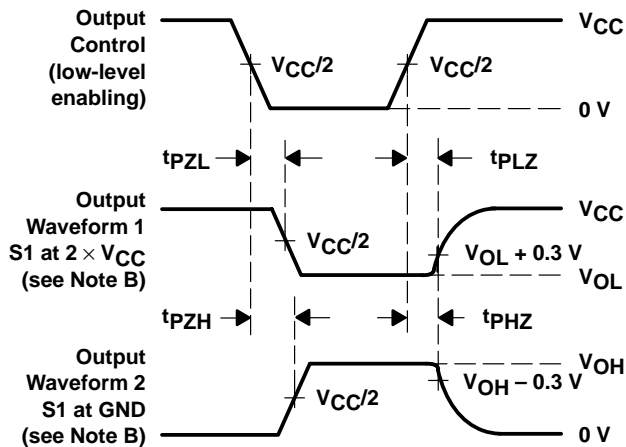 Output
Control
(low-level
enabling)
VCC
VCC/2
VCC/2
0 V
tPZL
tPLZ
Output
Waveform 1
S1 at 2 × VCC
(see Note B)
VCC
VCC/2
VOL + 0.3 V
VOL
tPZH
tPHZ
Output
Waveform 2
S1 at GND
(see Note B)
VOH
VCC/2
VOH – 0.3 V
0 V